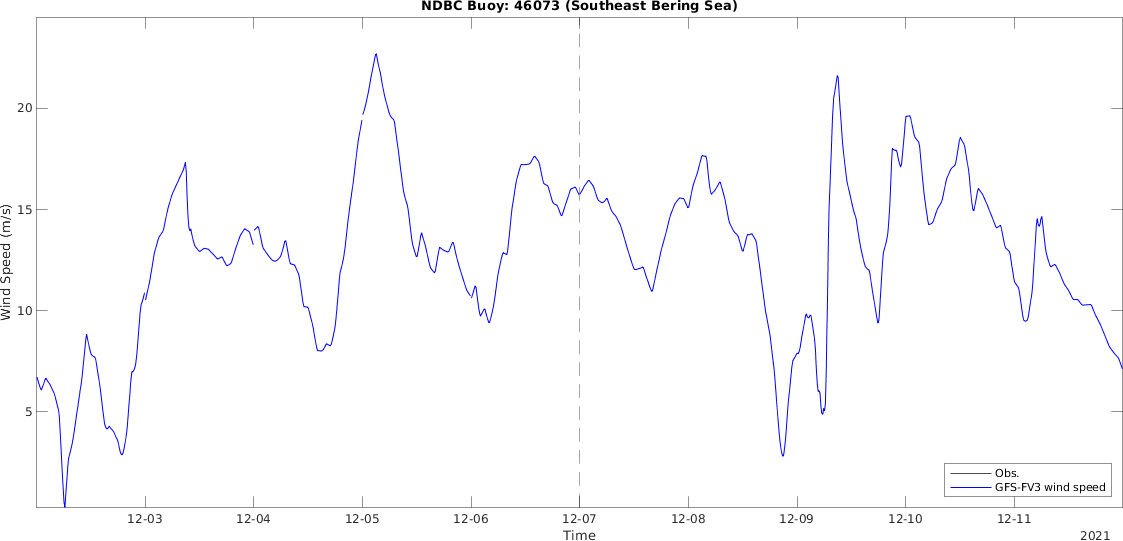 NDBC Buoy: 46073 (Southeast Bering Sea)
Wind Speed (m/s)
20
15
10
5
12-03 12-04 12-05 12-06 12-07 12-08 12-09 12-10 12-11
Time
2021
Obs.
GFS-FV3 wind speed